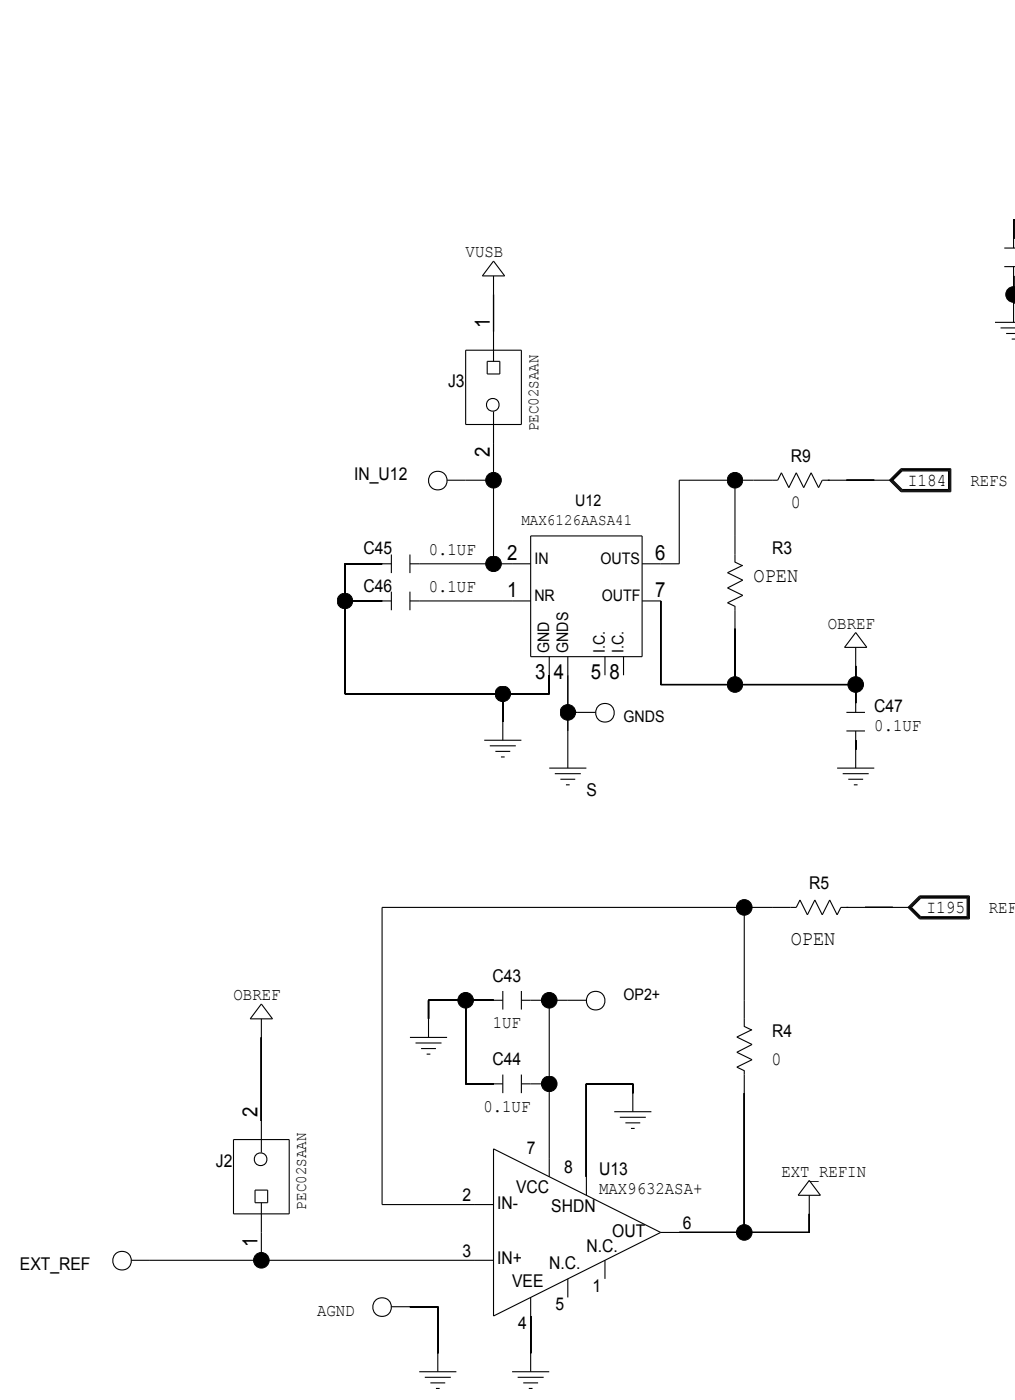 VUSB
1
J3
PEC02SAAN
2
IN_U12
R9
I184
REFS
0
U12
MAX6126AASA41
C45
0.1UF
2
IN
OUTS
6
R3
OPEN
C46
0.1UF
1
NR
OUTF
7
GND
GNDS
I.C.
I.C.
3
4
5
8
OBREF
GNDS
C47
0.1UF
S
R5
I195
OPEN
C43
OP2+
OBREF
1UF
R4
C44
0
0.1UF
2
J2
PEC02SAAN
1
7
8
U13
MAX9632ASA+
EXT_REFIN
VCC
SHDN
2
IN-
OUT
6
3
IN+
N.C.
N.C.
VEE
EXT_REF
1
5
4
AGND